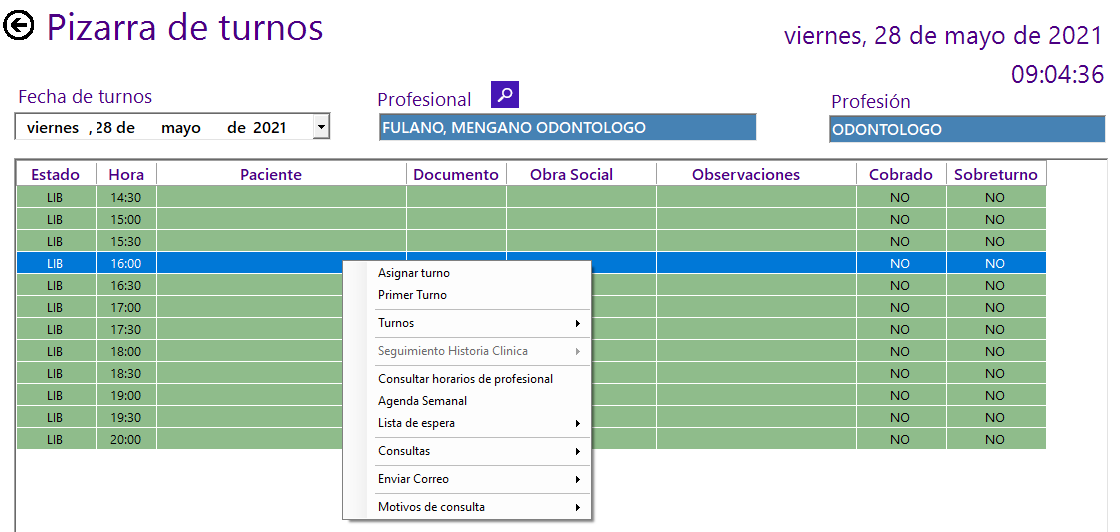 Pizarra de turnos
viernes, 28 de mayo de 2021
09:04:36
Fecha de turnos
Profesional
Profesión
viernes , 28 de mayo de 2021
FULANO, MENGANO ODONTOLOGO
ODONTOLOGO
Estado Hora Paciente Documento Obra Social Observaciones Cobrado Sobreturno
LIB 14:30 NO NO
LIB 15:00 NO NO
LIB 15:30 NO NO
LIB 16:00 NO NO
LIB 16:30 NO NO
LIB 17:00 NO NO
LIB 17:30 NO NO
LIB 18:00 NO NO
LIB 18:30 NO NO
LIB 19:00 NO NO
LIB 19:30 NO NO
LIB 20:00 NO NO
Asignar turno
Primer Turno
Turnos
Seguimiento Historia Clinica
Consultar horarios de profesional
Agenda Semanal
Lista de espera
Consultas
Enviar Correo
Motivos de consulta